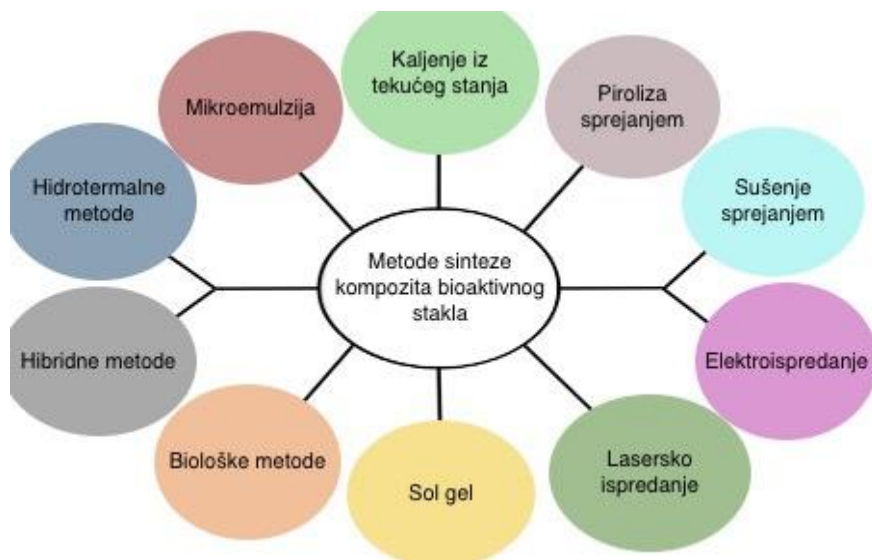 Kaljenje iz
tekućeg stanja
Mikroemulzija
Piroliza
sprejanjem
Hidrotermalne
metode
Sušenje
sprejanjem
Metode sinteze
kompozita bioaktivnog
stakla
Hibridne metode
Elektroispredanje
Biološke metode
Sol gel
Lasersko
ispredanje